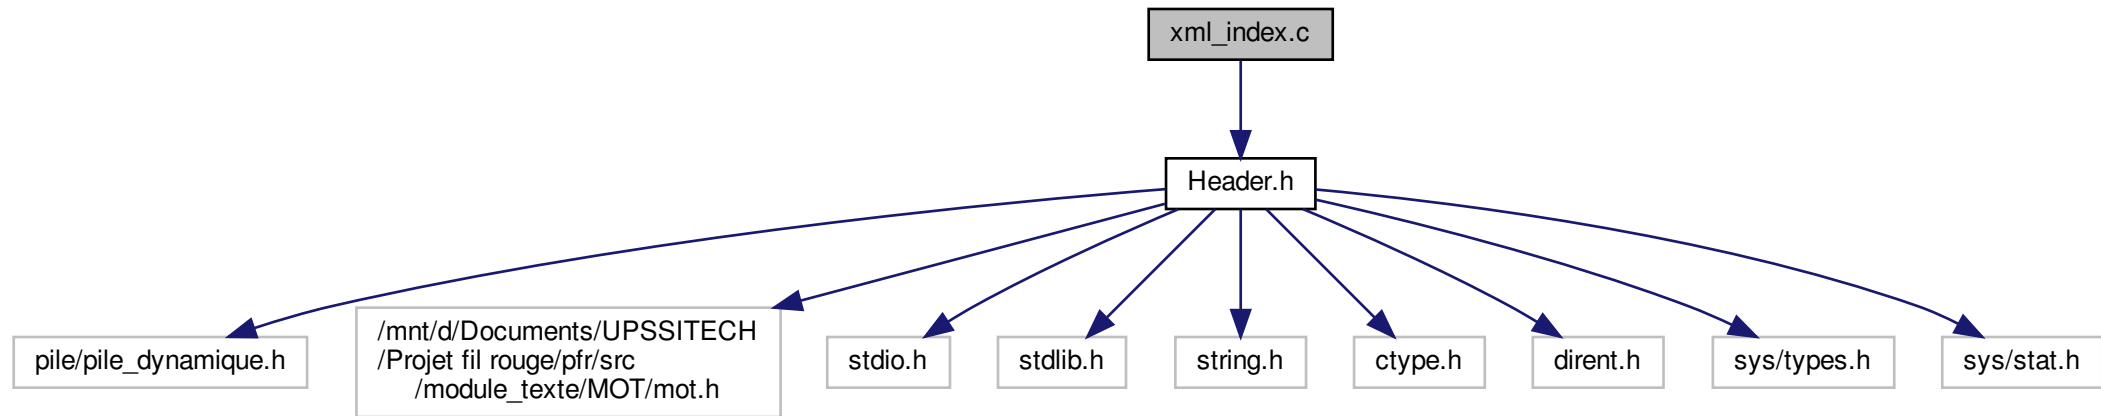 xml_index.c
Header.h
pile/pile_dynamique.h
/mnt/d/Documents/UPSSITECH
/Projet fil rouge/pfr/src
/module_texte/MOT/mot.h
stdio.h
stdlib.h
string.h
ctype.h
dirent.h
sys/types.h
sys/stat.h